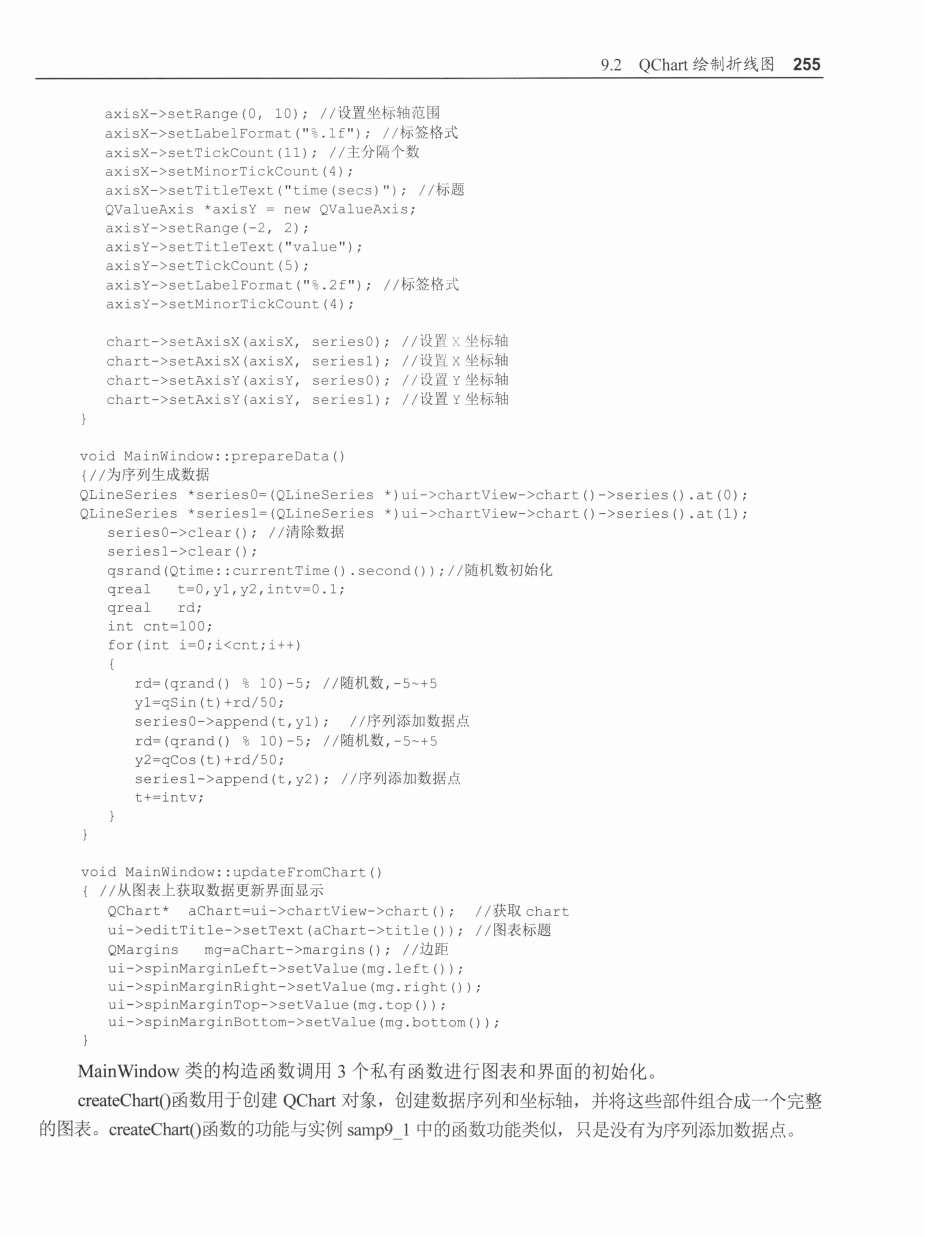 9.2 QChart 绘制折线图 255
axisX->setRange(0, 10); //设置坐标轴范围
axisX->setLabelFormat("%.1f"); //标签格式
axisX->setTickCount(11); //主分隔个数
axisX->setMinorTickCount(4);
axisX->setTitleText("time(secs)"); //标题
QValueAxis *axisY = new QValueAxis;
axisY->setRange(-2, 2);
axisY->setTitleText("value");
axisY->setTickCount(5);
axisY->setLabelFormat("%.2f"); //标签格式
axisY->setMinorTickCount(4);
chart->setAxisX(axisX, series0); //设置 X 坐标轴
chart->setAxisX(axisX, series1); //设置 X 坐标轴
chart->setAxisY(axisY, series0); //设置 Y 坐标轴
chart->setAxisY(axisY, series1); //设置 Y 坐标轴
}
void MainWindow::prepareData()
{//为序列生成数据
QLineSeries *series0=(QLineSeries *)ui->chartView->chart()->series().at(0);
QLineSeries *series1=(QLineSeries *)ui->chartView->chart()->series().at(1);
series0->clear(); //清除数据
series1->clear();
qsrand(Qtime::currentTime().second());//随机数初始化
qreal t=0,y1,y2,intv=0.1;
qreal rd;
int cnt=100;
for(int i=0;i<cnt;i++)
{
rd=(qrand() % 10)-5; //随机数,-5~+5
y1=qSin(t)+rd/50;
series0->append(t,y1); //序列添加数据点
rd=(qrand() % 10)-5; //随机数,-5~+5
y2=qCos(t)+rd/50;
series1->append(t,y2); //序列添加数据点
t+=intv;
}
}
void MainWindow::updateFromChart()
{ //从图表上获取数据更新界面显示
QChart* aChart=ui->chartView->chart(); //获取 chart
ui->editTitle->setText(aChart->title()); //图表标题
QMargins mg=aChart->margins(); //边距
ui->spinMarginLeft->setValue(mg.left());
ui->spinMarginRight->setValue(mg.right());
ui->spinMarginTop->setValue(mg.top());
ui->spinMarginBottom->setValue(mg.bottom());
}
MainWindow 类的构造函数调用 3 个私有函数进行图表和界面的初始化。
createChart()函数用于创建 QChart 对象，创建数据序列和坐标轴，并将这些部件组合成一个完整
的图表。createChart()函数的功能与实例 samp9_1 中的函数功能类似，只是没有为序列添加数据点。